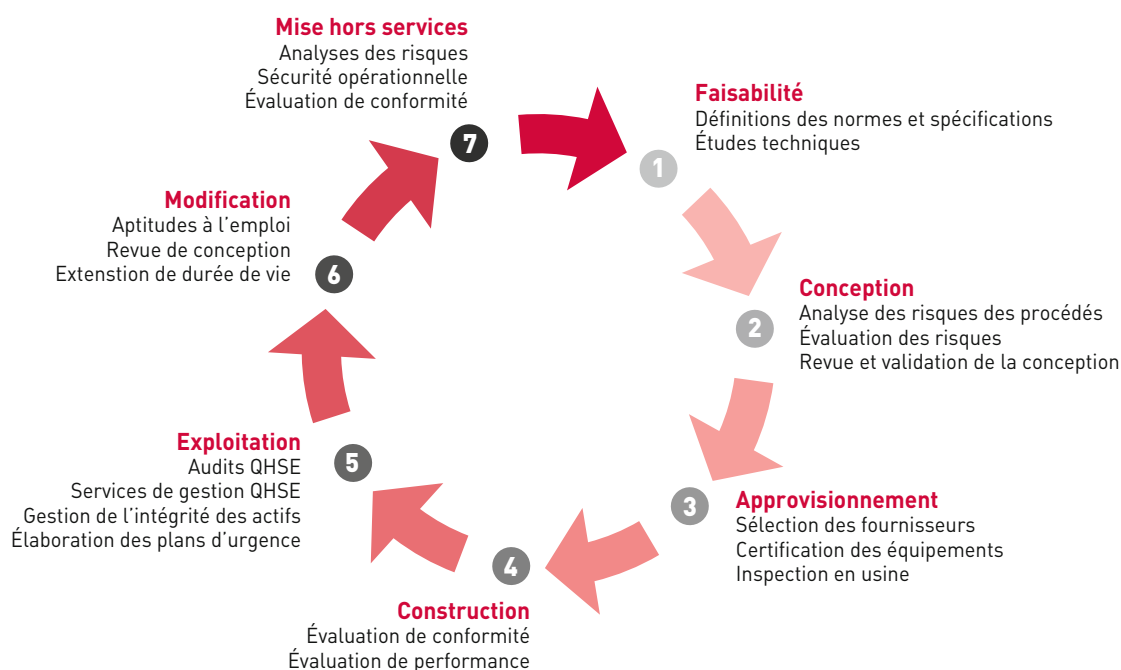 Mise hors services
Analyses des risques
Sécurité opérationnelle
Évaluation de conformité
7
Faisabilité
Définitions des normes et spécifications
Études techniques
1
Modification
Aptitudes à l'emploi
Revue de conception
Extenstion de durée de vie
6
Conception
Analyse des risques des procédés
Évaluation des risques
Revue et validation de la conception
2
Exploitation
Audits QHSE
Services de gestion QHSE
Gestion de l'intégrité des actifs
Élaboration des plans d'urgence
5
Approvisionnement
Sélection des fournisseurs
Certification des équipements
Inspection en usine
3
4
Construction
Évaluation de conformité
Évaluation de performance